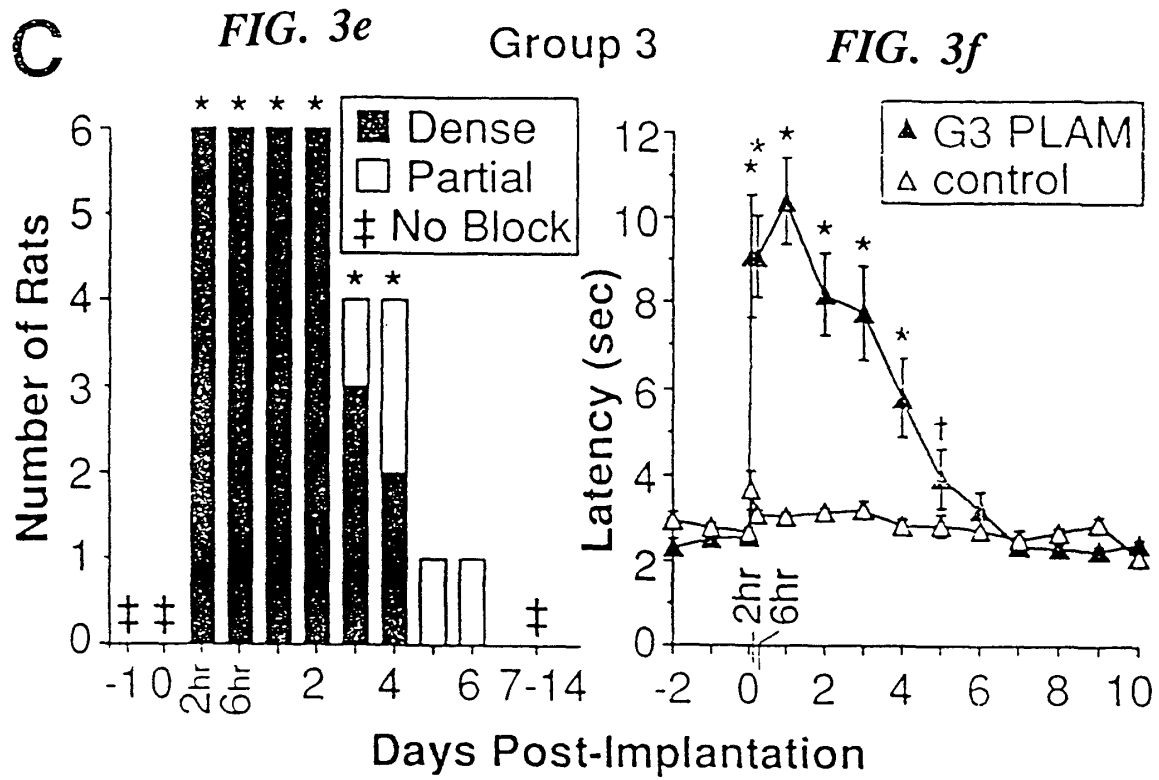 C
FIG. 3e
Group 3
FIG. 3f
* * * *
Dense
Partial
‡ No Block
6
5
4
3
2
1
0
Number of Rats
* *
‡ ‡ ‡
-1 0 2hr 6hr 2 4 6 7-14
G3 PLAM
control
12
10
8
6
4
2
0
Latency (sec)
* * * * * *
†
2hr
6hr
-2 0 2 4 6 8 10
Days Post-Implantation